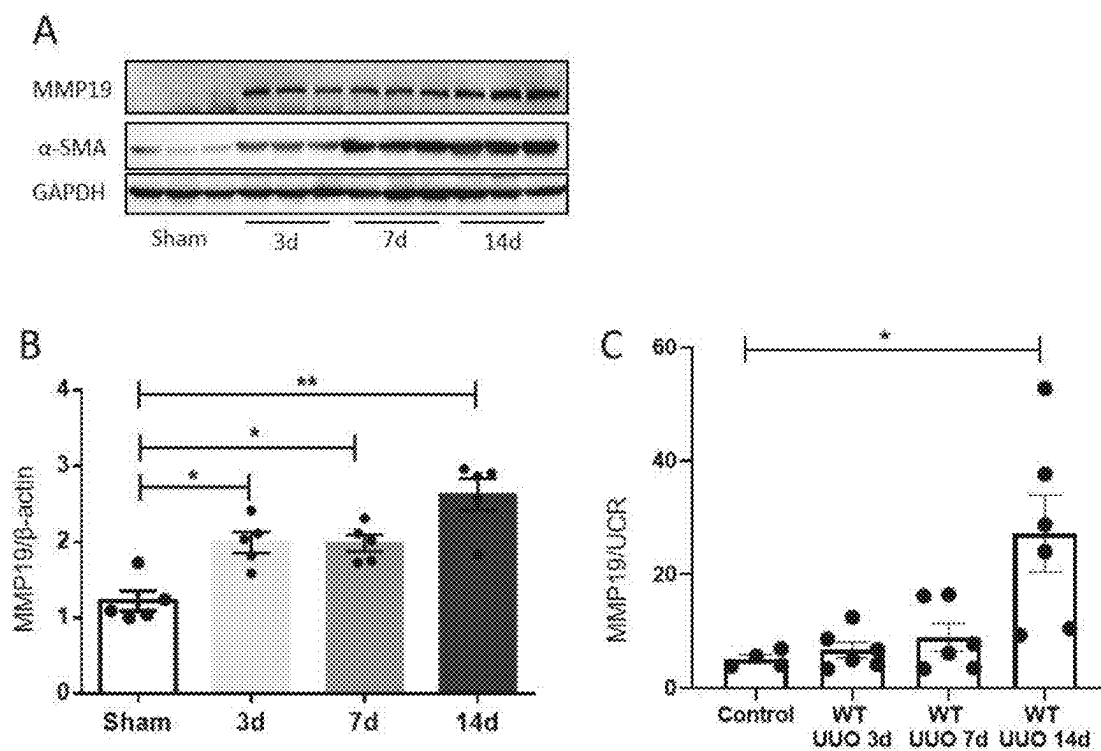 A
MMP19
α-SMA
GAPDH
Sham 3d 7d 14d
B
MMP19/β-actin
4
3
2
1
0
**
*
*
Sham 3d 7d 14d
C
MMP19/UCR
60
40
20
0
*
Control WT WT WT
UUO 3d UUO 7d UUO 14d